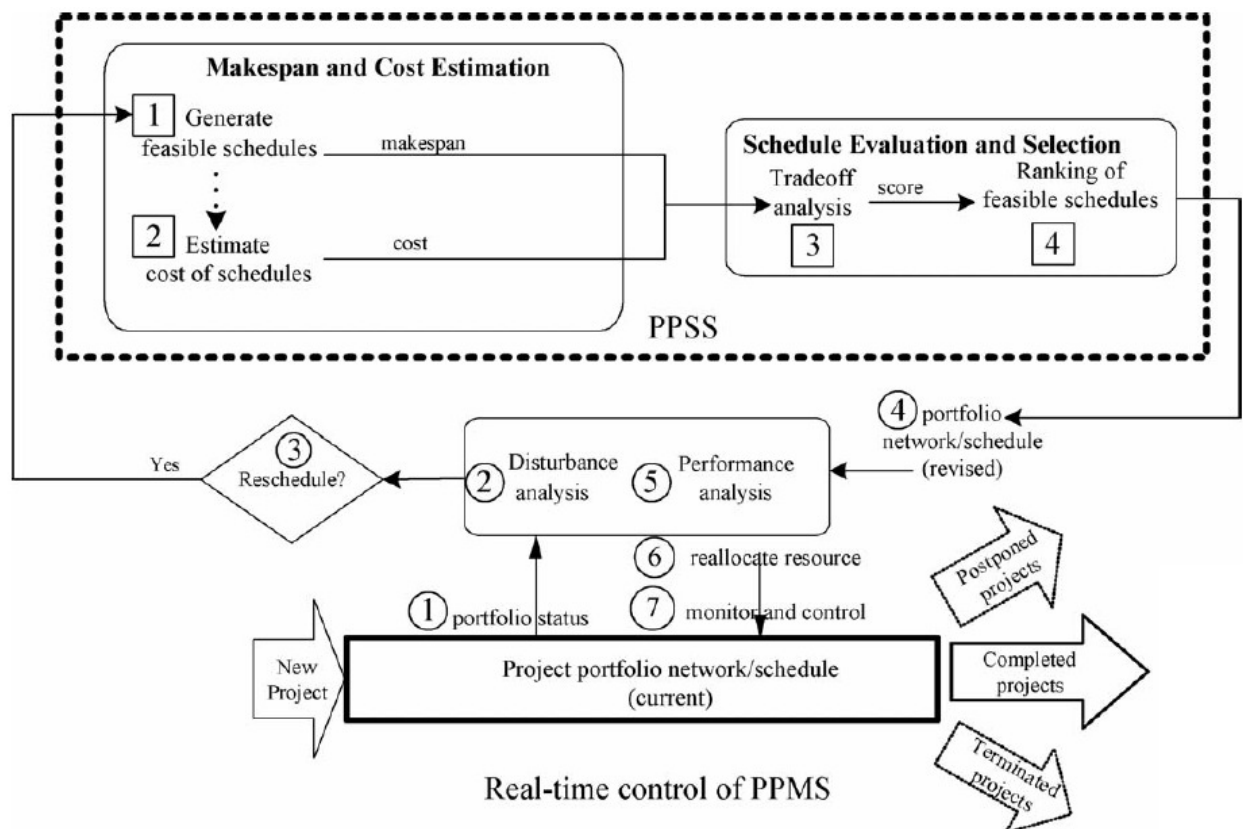 Makespan and Cost Estimation
1 Generate
feasible schedules
makespan
2 Estimate
cost of schedules
cost
Schedule Evaluation and Selection
Tradeoff
analysis
3
score
Ranking of
feasible schedules
4
PPSS
4 portfolio
network/schedule
(revised)
Yes
3
Reschedule?
2 Disturbance
analysis
5 Performance
analysis
6 reallocate resource
1 portfolio status
7 monitor and control
Postponed
projects
New
Project
Project portfolio network/schedule
(current)
Completed
projects
Terminated
projects
Real-time control of PPMS